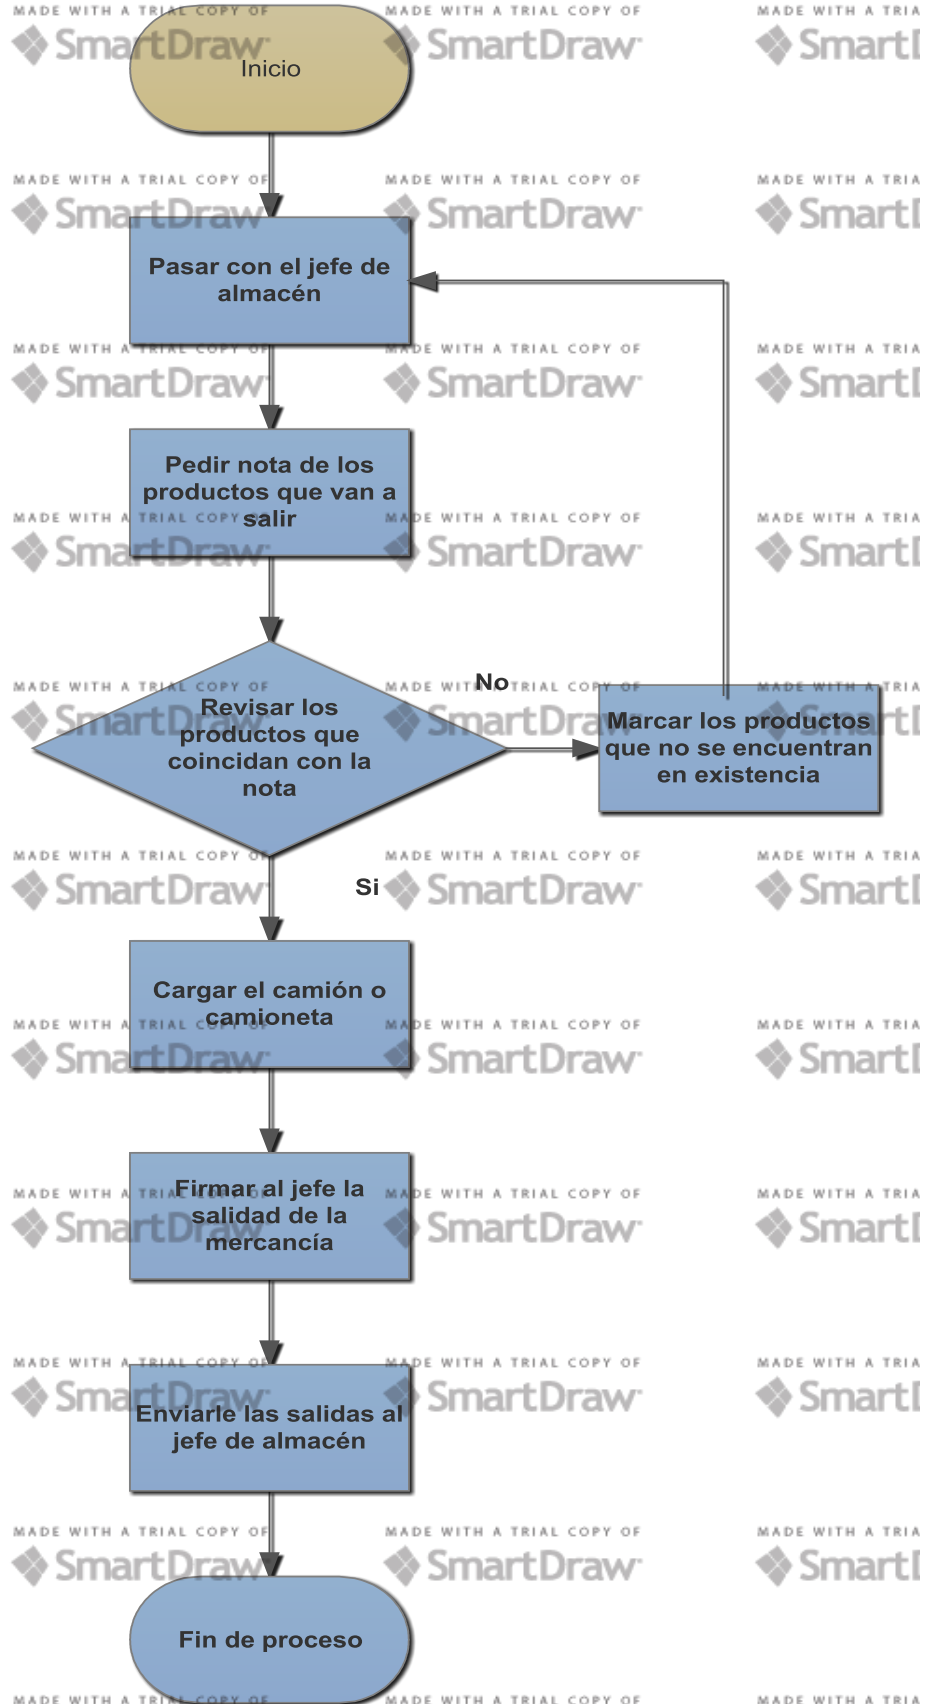 Inicio
Pasar con el jefe de
almacén
Pedir nota de los
productos que van a
salir
Revisar los
productos que
coincidan con la
nota
No
Marcar los productos
que no se encuentran
en existencia
Si
Cargar el camión o
camioneta
Firmar al jefe la
salidad de la
mercancía
Enviarle las salidas al
jefe de almacén
Fin de proceso
MADE WITH A TRIAL COPY OF
SmartDraw